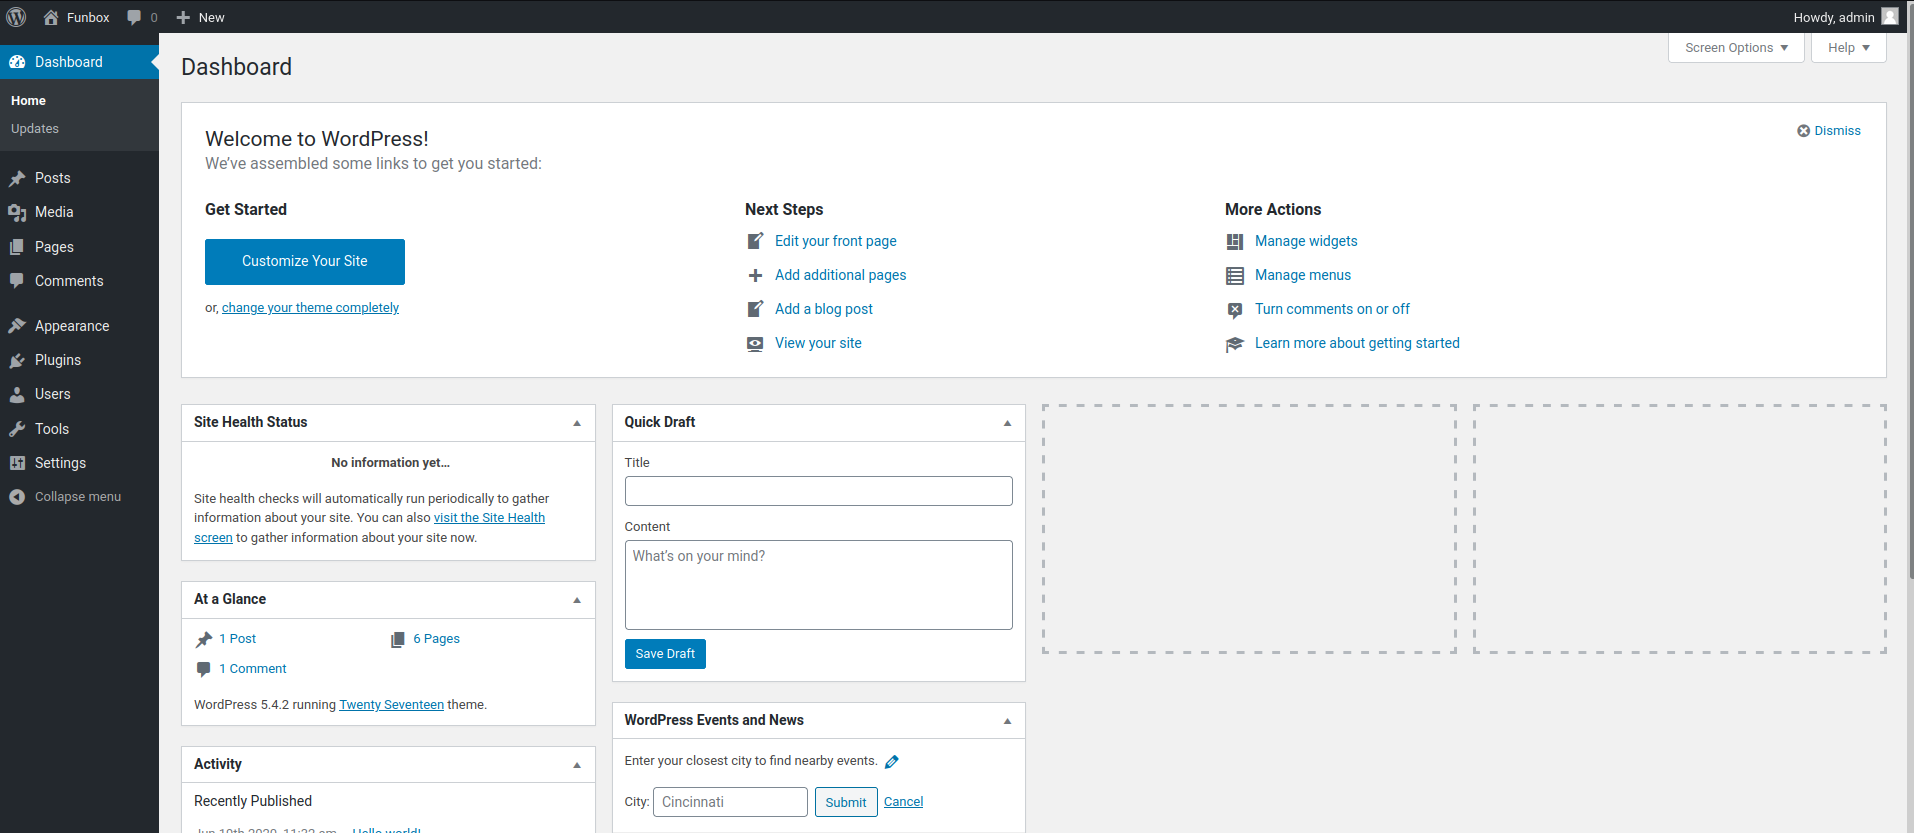 Funbox 0 New Howdy, admin
Dashboard
Home
Updates
Posts
Media
Pages
Comments
Appearance
Plugins
Users
Tools
Settings
Collapse menu
Screen Options Help
Dashboard
Welcome to WordPress!
Dismiss
We've assembled some links to get you started:
Get Started
Customize Your Site
or, change your theme completely
Next Steps
Edit your front page
Add additional pages
Add a blog post
View your site
More Actions
Manage widgets
Manage menus
Turn comments on or off
Learn more about getting started
Site Health Status
No information yet…
Site health checks will automatically run periodically to gather
information about your site. You can also visit the Site Health
screen to gather information about your site now.
At a Glance
1 Post 6 Pages
1 Comment
WordPress 5.4.2 running Twenty Seventeen theme.
Activity
Recently Published
Jun 19th 2020, 11:32 am Hello world!
Quick Draft
Title
Content
What's on your mind?
Save Draft
WordPress Events and News
Enter your closest city to find nearby events.
City: Cincinnati Submit Cancel